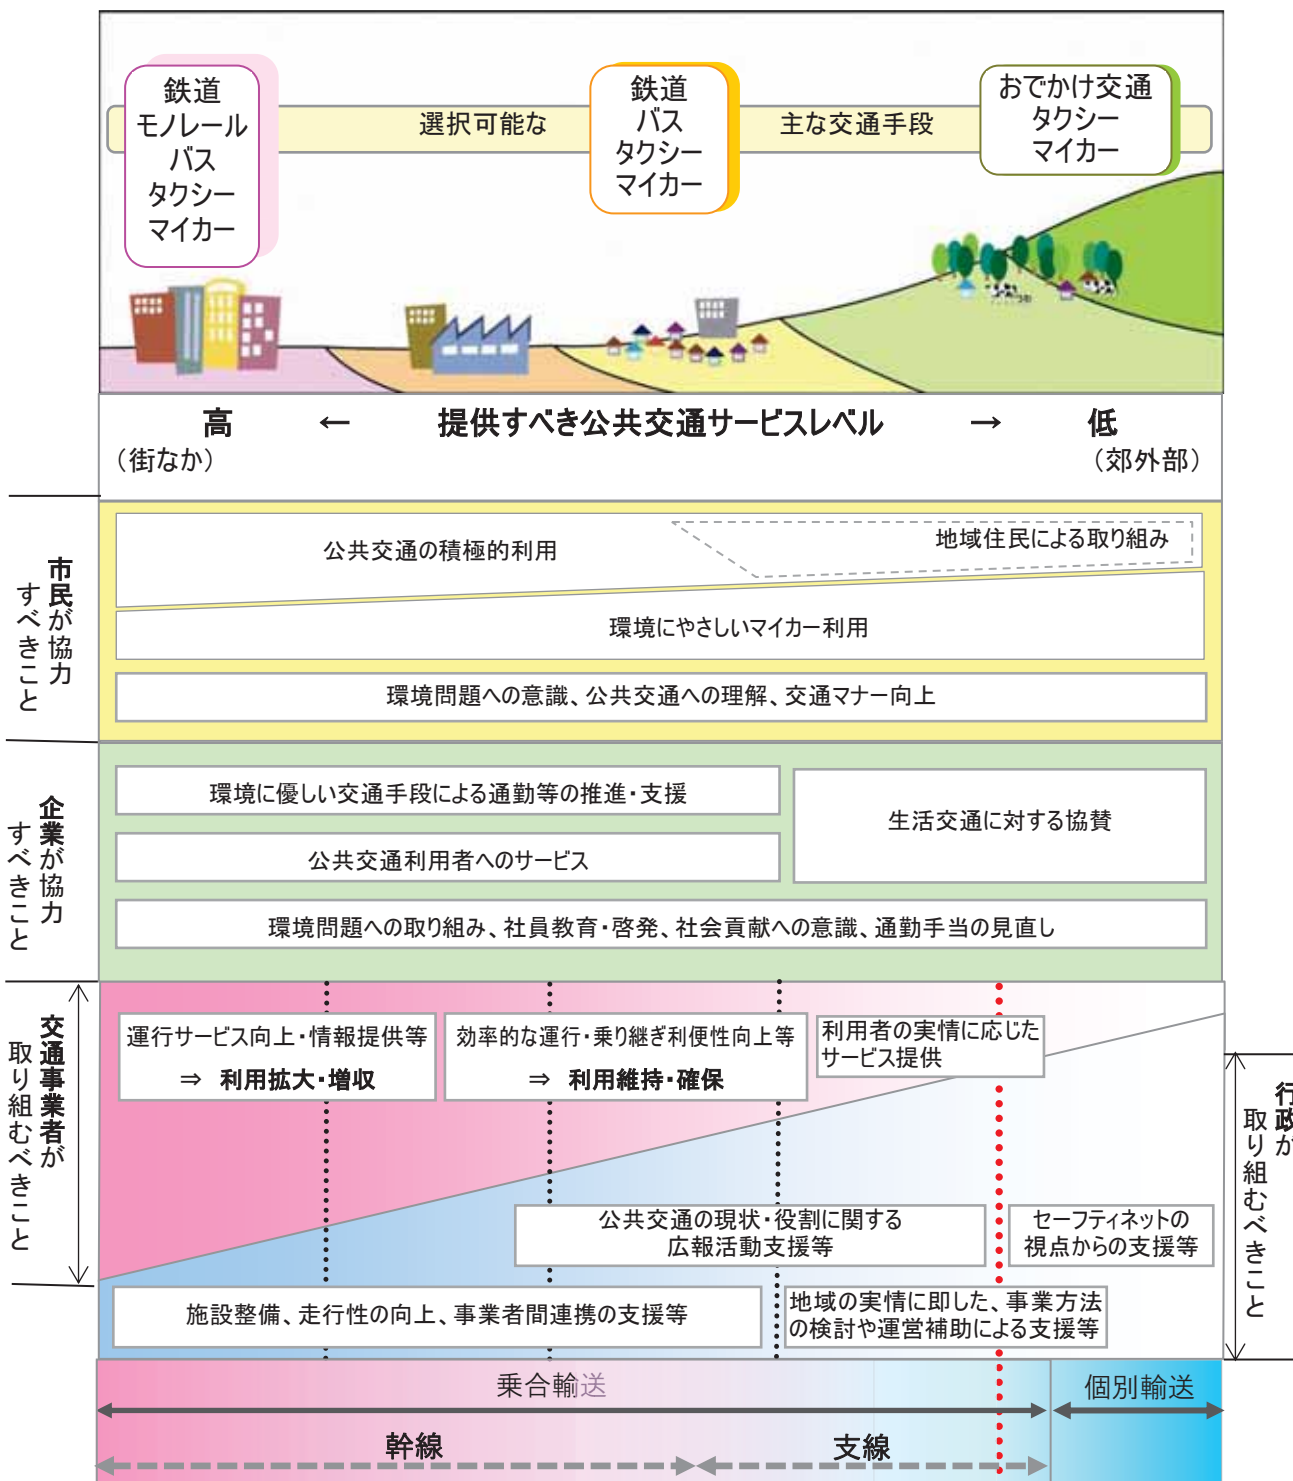 鉄道
モノレール
バス
タクシー
マイカー
選択可能な
鉄道
バス
タクシー
マイカー
主な交通手段
おでかけ交通
タクシー
マイカー
高 ← 提供すべき公共交通サービスレベル → 低
（街なか）
（郊外部）
市民が協力
すべきこと
公共交通の積極的利用
地域住民による取り組み
環境にやさしいマイカー利用
環境問題への意識、公共交通への理解、交通マナー向上
企業が協力
すべきこと
環境に優しい交通手段による通勤等の推進・支援
公共交通利用者へのサービス
生活交通に対する協賛
環境問題への取り組み、社員教育・啓発、社会貢献への意識、通勤手当の見直し
交通事業者が
取り組むべきこと
運行サービス向上・情報提供等
⇒ 利用拡大・増収
効率的な運行・乗り継ぎ利便性向上等
⇒ 利用維持・確保
利用者の実情に応じた
サービス提供
行政が
取り組むべきこと
公共交通の現状・役割に関する
広報活動支援等
セーフティネットの
視点からの支援等
施設整備、走行性の向上、事業者間連携の支援等
地域の実情に即した、事業方法
の検討や運営補助による支援等
乗合輸送
個別輸送
幹線
支線